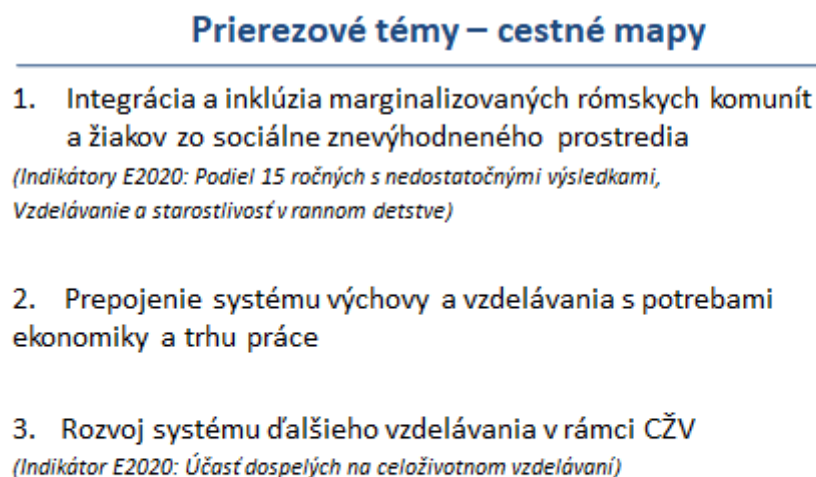 Prierezové témy – cestné mapy
1. Integrácia a inklúzia marginalizovaných rómskych komunít
a žiakov zo sociálne znevýhodneného prostredia
(Indikátory E2020: Podiel 15 ročných s nedostatočnými výsledkami,
Vzdelávanie a starostlivosť v rannom detstve)
2. Prepojenie systému výchovy a vzdelávania s potrebami
ekonomiky a trhu práce
3. Rozvoj systému ďalšieho vzdelávania v rámci CŽV
(Indikátor E2020: Účasť dospelých na celoživotnom vzdelávaní)